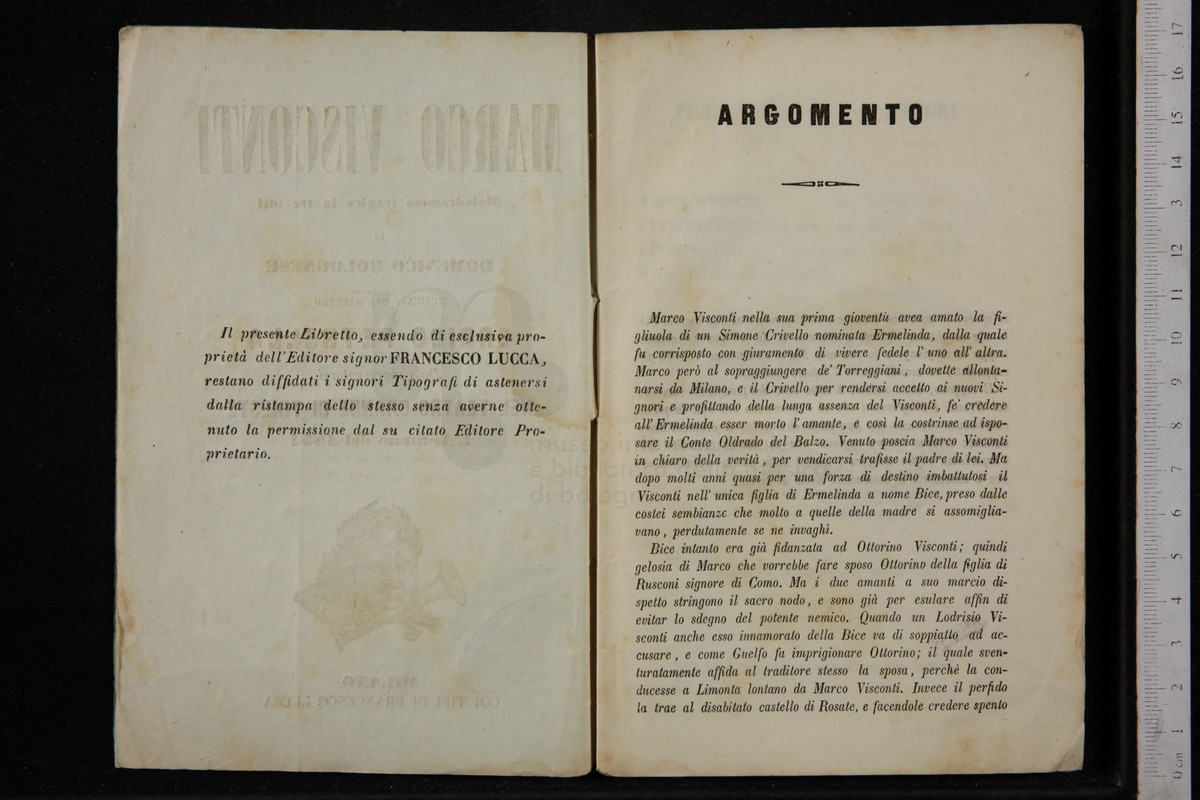 Il presente Libretto, essendo di esclusiva pro-
prietà dell'Editore signor FRANCESCO LUCCA,
restano diffidati i signori Tipografi di astenersi
dalla ristampa dello stesso senza averne otte-
nuto la permissione dal su citato Editore Pro-
prietario.
ARGOMENTO
Marco Visconti nella sua prima gioventù avea amato la fi-
gliuola di un Simone Crivello nominata Ermelinda, dalla quale
fu corrisposto con giuramento di vivere fedele l'uno all'altra.
Marco però al sopraggiungere de' Torreggiani, dovette allonta-
narsi da Milano, e il Crivello per rendersi accetto ai nuovi Si-
gnori e profittando della lunga assenza del Visconti, fe' credere
all'Ermelinda esser morto l'amante, e così la costrinse ad ispo-
sare il Conte Oldrado del Balzo. Venuto poscia Marco Visconti
in chiaro della verità, per vendicarsi trafisse il padre di lei. Ma
dopo molti anni quasi per una forza di destino imbattutosi il
Visconti nell'unica figlia di Ermelinda a nome Bice, preso dalle
costei sembianze che molto a quelle della madre si assomiglia-
vano, perdutamente se ne invaghì.
Bice intanto era già fidanzata ad Ottorino Visconti; quindi
gelosia di Marco che vorrebbe fare sposo Ottorino della figlia di
Rusconi signore di Como. Ma i due amanti a suo marcio di-
spetto stringono il sacro nodo, e sono già per esulare affin di
evitar lo sdegno del potente nemico. Quando un Lodrisio Vi-
sconti anche esso innamorato della Bice va di soppiatto ad ac-
cusare, e come Guelfo fa imprigionare Ottorino; il quale sven-
turatamente affida al traditore stesso la sposa, perchè la con-
ducesse a Limonta lontano da Marco Visconti. Invece il perfido
la trae al disabitato castello di Rosate, e facendole credere spento